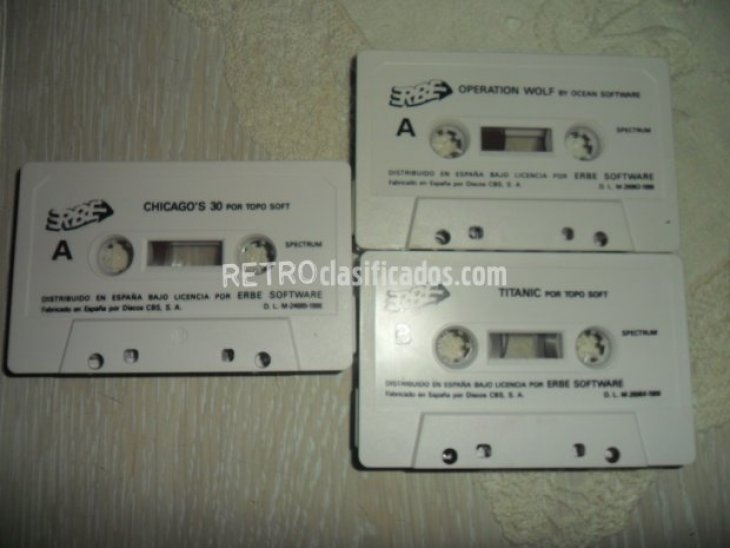 ERBE
OPERATION WOLF BY OCEAN SOFTWARE
A
SPECTRUM
DISTRIBUIDO EN ESPAÑA BAJO LICENCIA POR ERBE SOFTWARE
Fabricado en España por Discos CBS, S. A.
D. L. M-
ERBE
CHICAGO'S 30 POR TOPO SOFT
A
SPECTRUM
DISTRIBUIDO EN ESPAÑA BAJO LICENCIA POR ERBE SOFTWARE
Fabricado en España por Discos CBS, S. A.
D. L. M-
RETROclasificados.com
ERBE
TITANIC POR TOPO SOFT
SPECTRUM
DISTRIBUIDO EN ESPAÑA BAJO LICENCIA POR ERBE SOFTWARE
Fabricado en España por Discos CBS, S. A.
D. L. M-